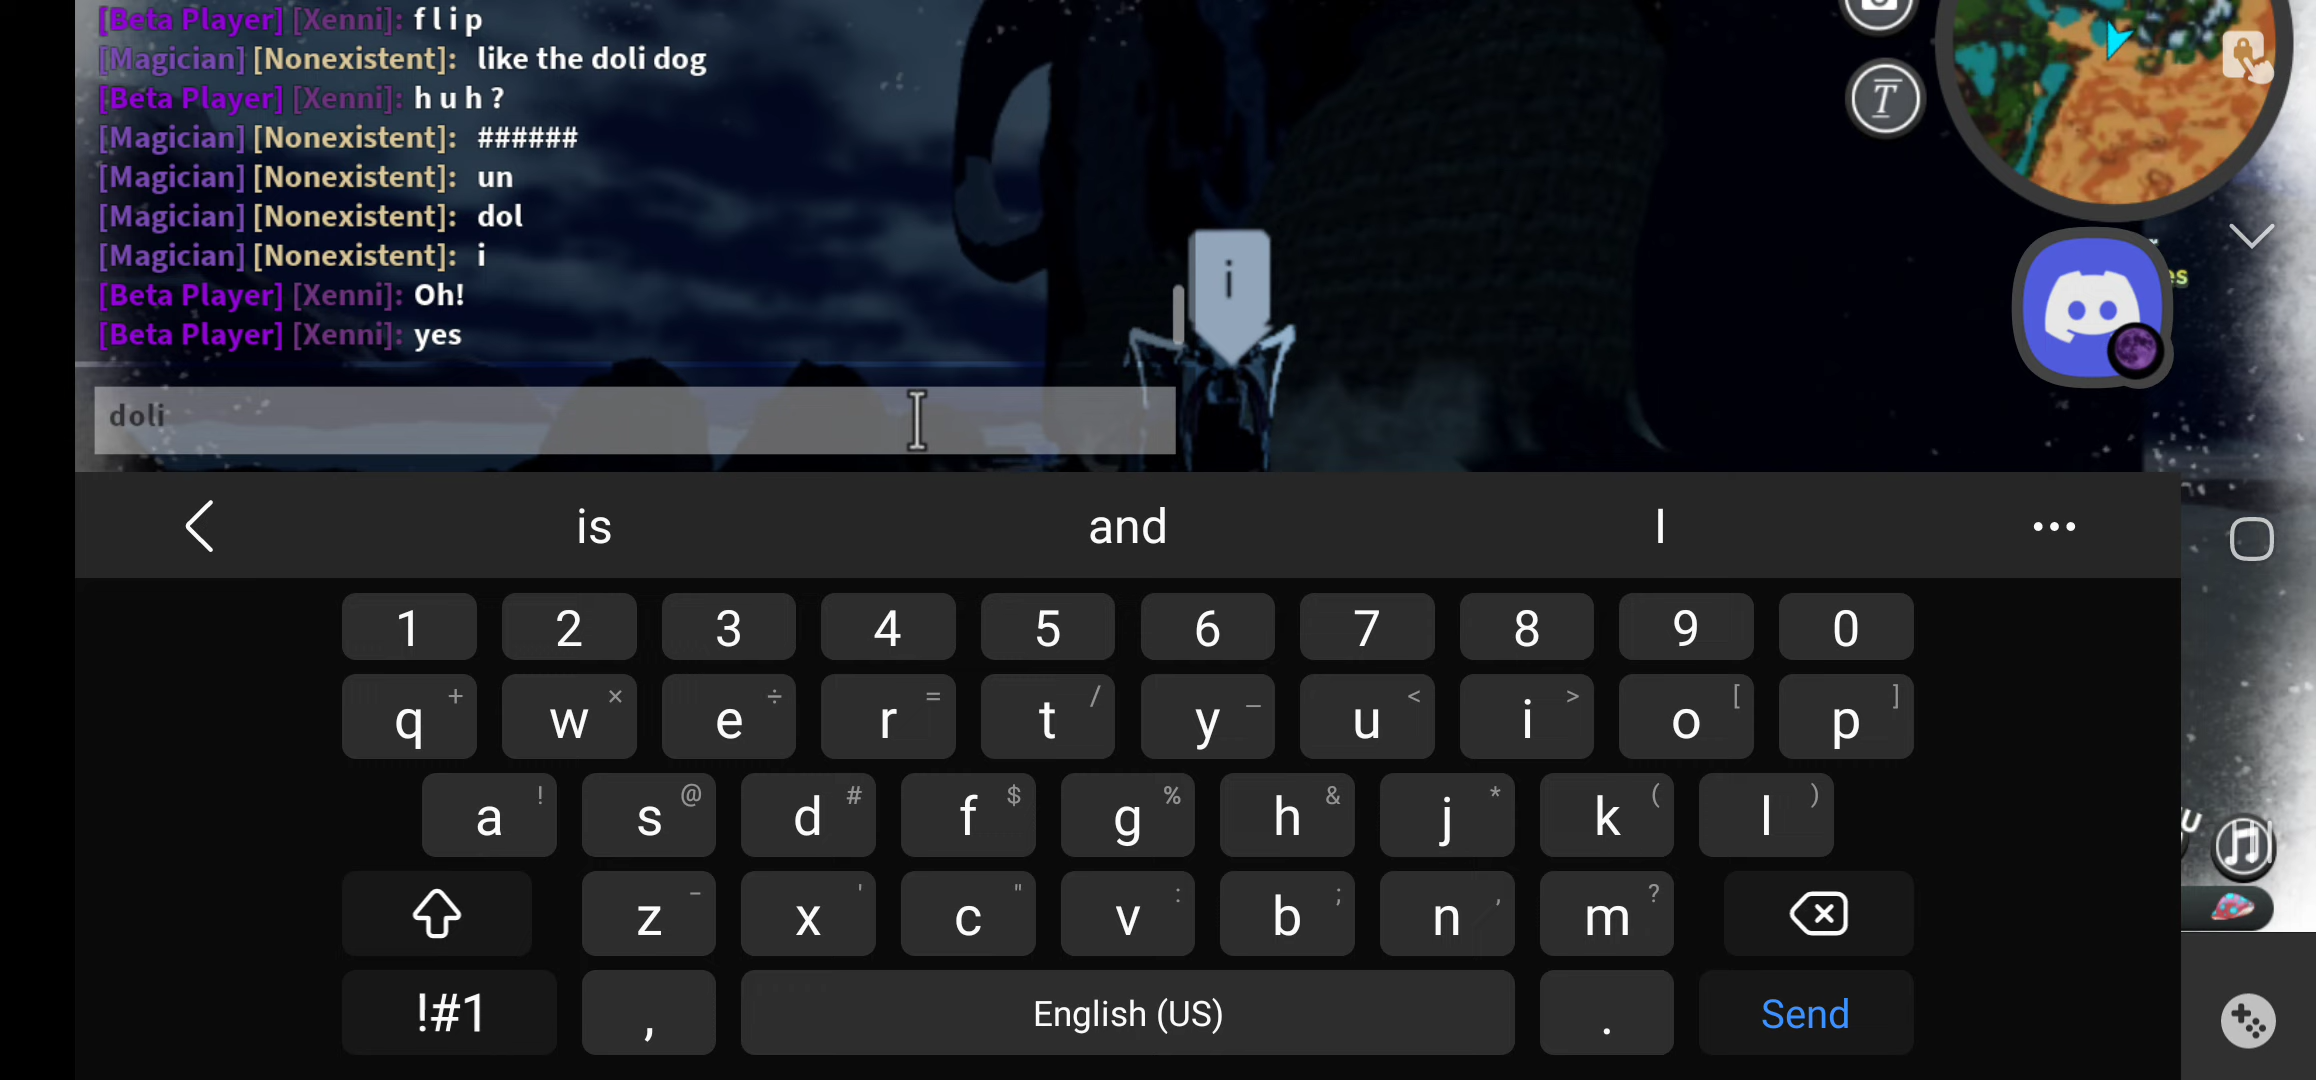 [Beta Player] [Xenni]: f l i p
[Magician] [Nonexistent]: like the doli dog
[Beta Player] [Xenni]: h u h ?
[Magician] [Nonexistent]: ######
[Magician] [Nonexistent]: un
[Magician] [Nonexistent]: dol
[Magician] [Nonexistent]: i
[Beta Player] [Xenni]: Oh!
[Beta Player] [Xenni]: yes
T
i
es
doli
is and I ...
1 2 3 4 5 6 7 8 9 0
q + w × e ÷ r = t / y _ u < i > o [ p ]
a ! s @ d # f $ g % h & j * k ( l )
z - x ' c " v : b ; n , m ?
!#1 , English (US) . Send
U